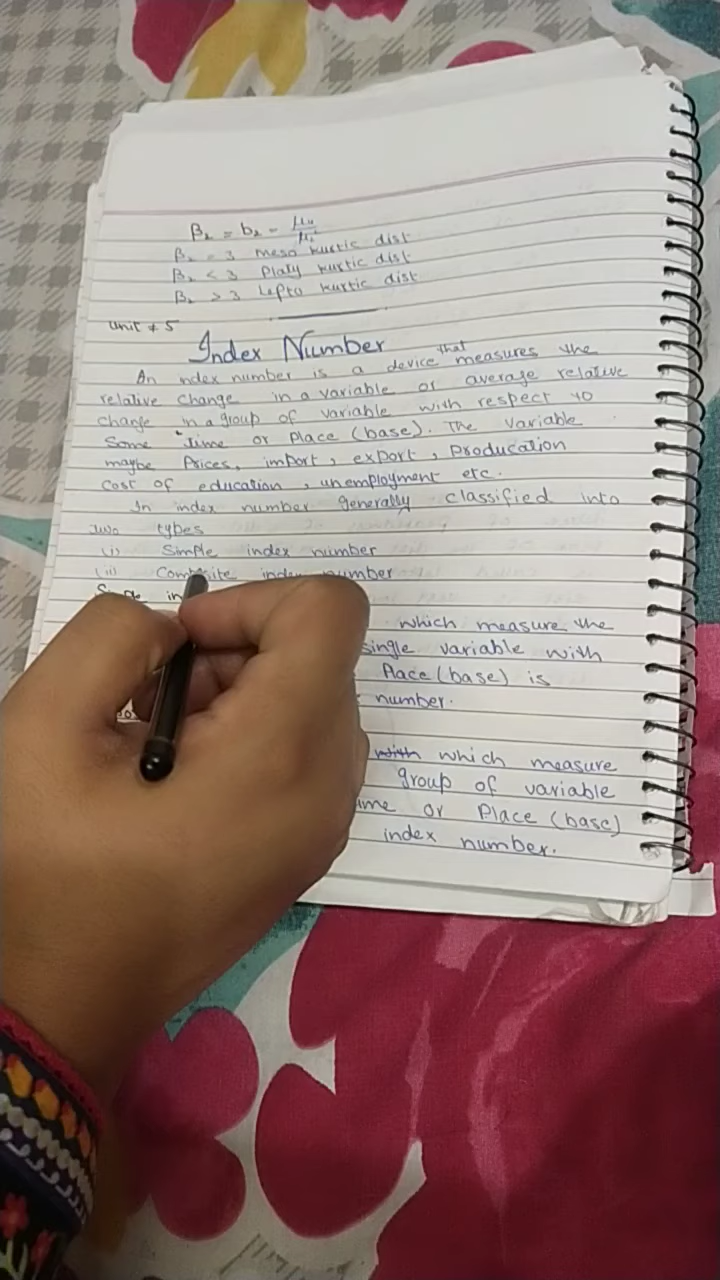 β₂ = b₂ = μ₄/μ₂²
β₂ = 3 Meso kurtic dist
β₂ < 3 Platy kurtic dist
β₂ > 3 Lepto kurtic dist
Unit # 5
Index Number
An index number is a device that measures the
relative change in a variable or average relative
change in a group of variable with respect to
Some Time or Place (base). The variable
maybe Prices, import, export, Producation
cost of education, unemployment etc.
In index number generally classified into
two types
(i) Simple index number
(ii) Composite index number
which measure the
single variable with
Place (base) is
number.
with which measure
group of variable
or Place (base)
index number.